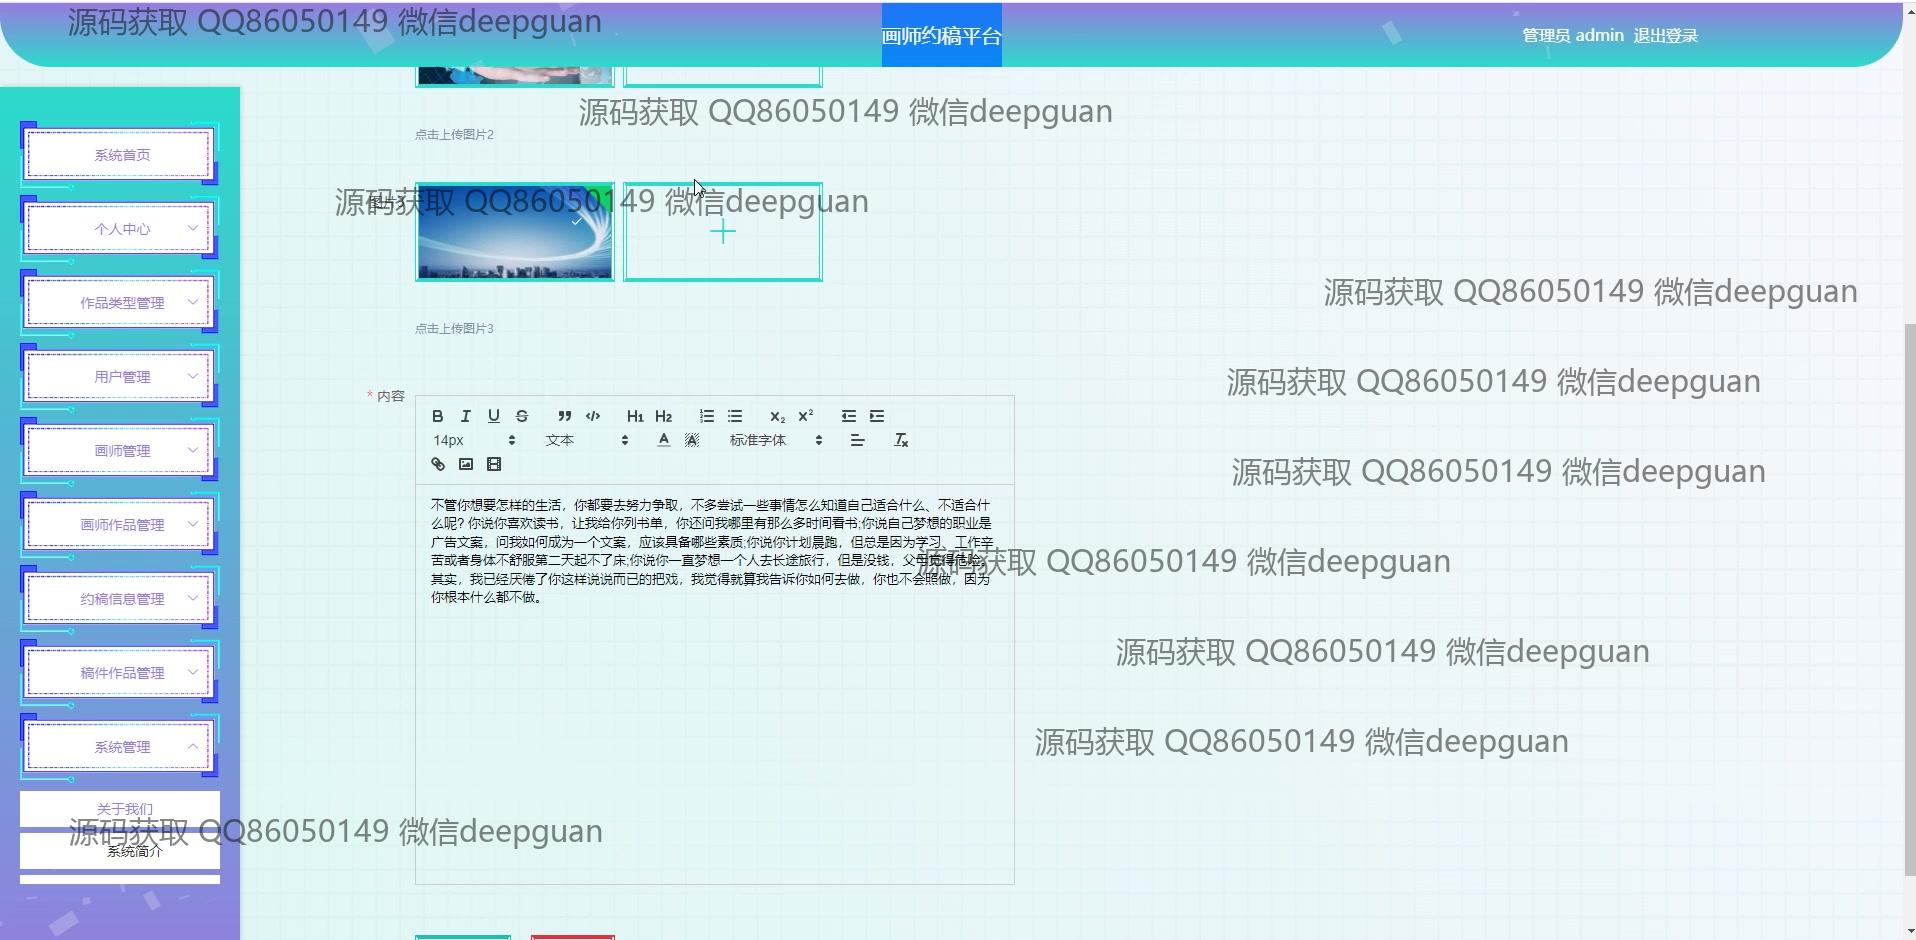 源码获取 QQ86050149 微信deepguan
画师约稿平台
管理员 admin 退出登录
源码获取 QQ86050149 微信deepguan
点击上传图片2
系统首页
源码获取 QQ86050149 微信deepguan
个人中心
源码获取 QQ86050149 微信deepguan
作品类型管理
点击上传图片3
用户管理
源码获取 QQ86050149 微信deepguan
* 内容
B I U S ” </> H1 H2 X2 X2
14px 文本 A A 标准字体 Tx
画师管理
源码获取 QQ86050149 微信deepguan
不管你想要怎样的生活，你都要去努力争取，不多尝试一些事情怎么知道自己适合什么、不适合什
么呢? 你说你喜欢读书，让我给你列书单，你还问我哪里有那么多时间看书;你说自己梦想的职业是
广告文案，问我如何成为一个文案，应该具备哪些素质;你说你计划晨跑，但总是因为学习、工作辛
苦或者身体不舒服第二天起不了床;你说你一直梦想一个人去长途旅行，但是没钱，父母觉得危险。
其实，我已经厌倦了你这样说说而已的把戏，我觉得就算我告诉你如何去做，你也不会照做，因为
你根本什么都不做。
画师作品管理
源码获取 QQ86050149 微信deepguan
约稿信息管理
源码获取 QQ86050149 微信deepguan
稿件作品管理
源码获取 QQ86050149 微信deepguan
系统管理
关于我们
源码获取 QQ86050149 微信deepguan
系统简介